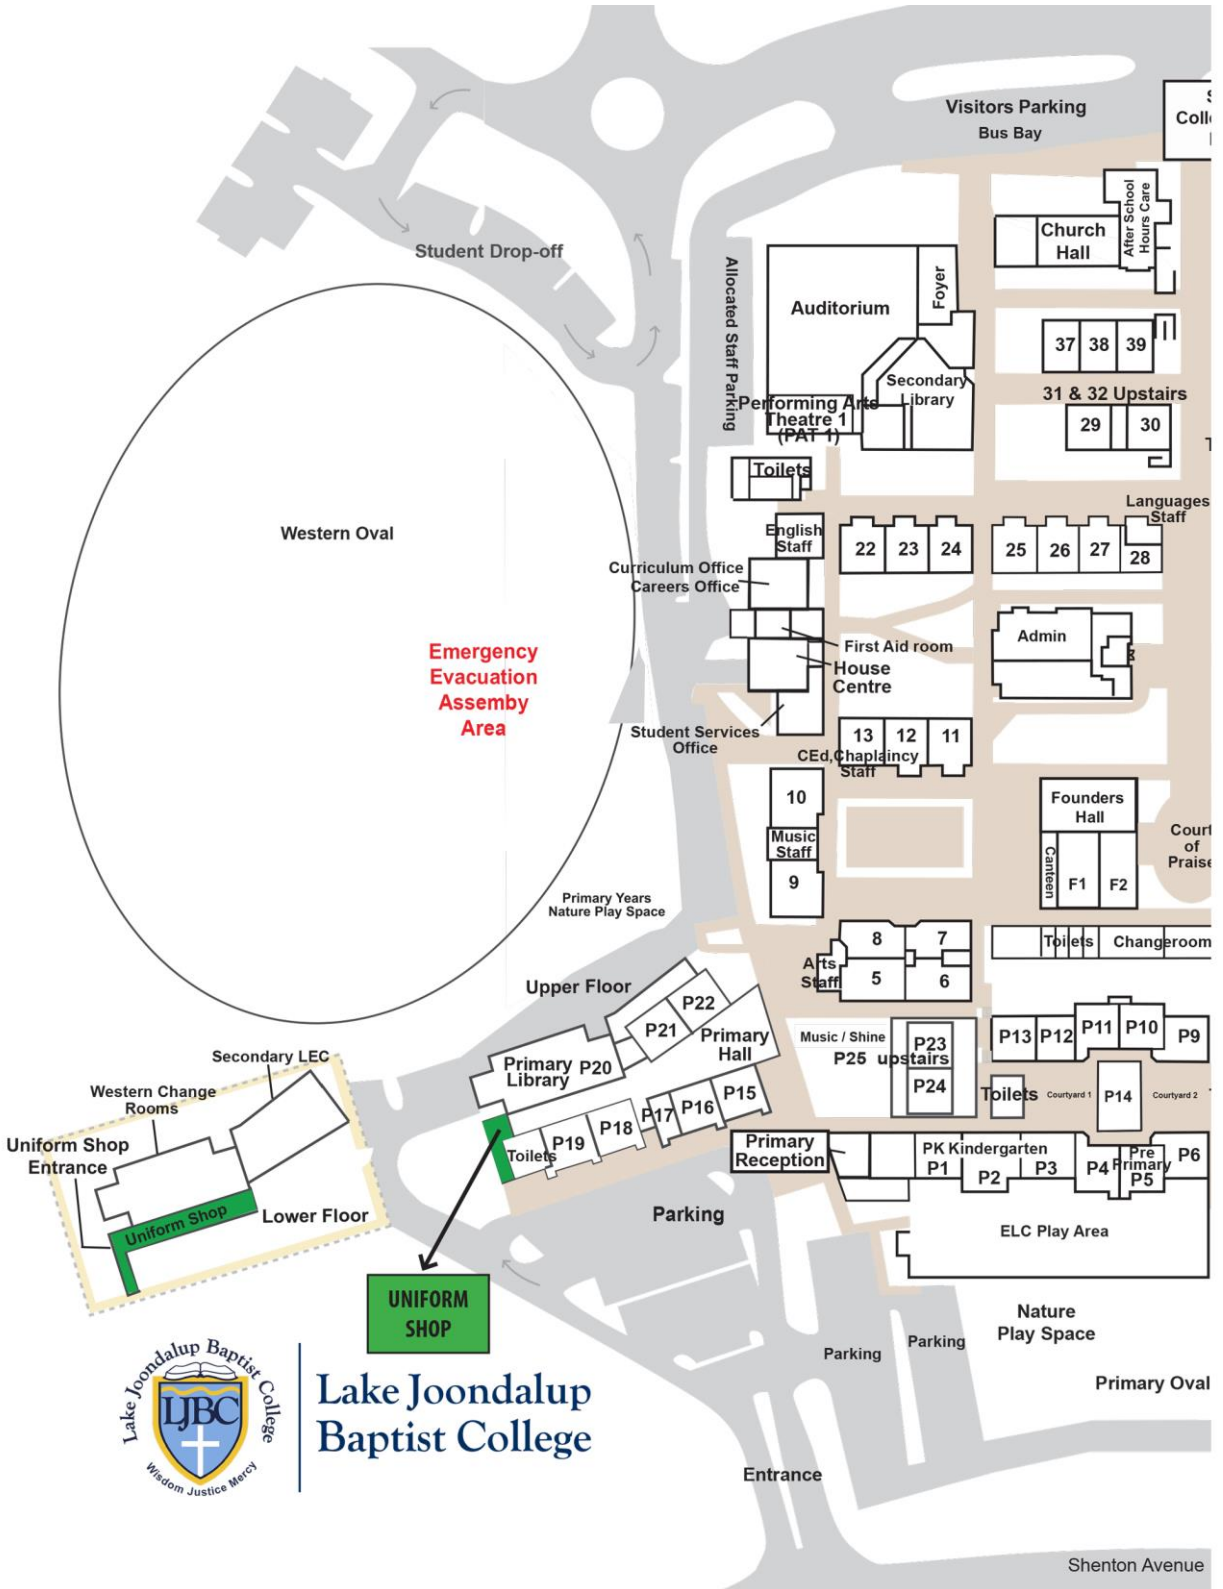 Visitors Parking
Bus Bay
Student Drop-off
Allocated Staff Parking
After School
Hours Care
Church
Hall
Foyer
Auditorium
37
38
39
Secondary
Library
31 & 32 Upstairs
Performing Arts
Theatre 1
(PAT 1)
29
30
Toilets
Languages
Staff
English
Staff
22
23
24
25
26
27
28
Western Oval
Curriculum Office
Careers Office
Admin
First Aid room
House
Centre
Emergency
Evacuation
Assemby
Area
Student Services
Office
13
12
11
CEd,Chaplaincy
Staff
10
Music
Staff
9
Founders
Hall
Canteen
F1
F2
Court
of
Praise
Primary Years
Nature Play Space
8
7
Toilets
Changeroom
Arts
Staff
5
6
Upper Floor
P22
P21
Primary
Hall
Primary
Library
P20
Music / Shine
P25 upstairs
P23
P24
P13
P12
P11
P10
P9
Toilets
Courtyard 1
P14
Courtyard 2
P15
P16
P17
P18
P19
Toilets
Secondary LEC
Western Change
Rooms
Uniform Shop
Entrance
Uniform Shop
Lower Floor
Primary
Reception
PK Kindergarten
P1
P2
P3
P4
Pre
Primary
P5
P6
Parking
ELC Play Area
UNIFORM
SHOP
Nature
Play Space
Parking
Parking
Primary Oval
Lake Joondalup Baptist College
LJBC
Wisdom Justice Mercy
Lake Joondalup
Baptist College
Entrance
Shenton Avenue